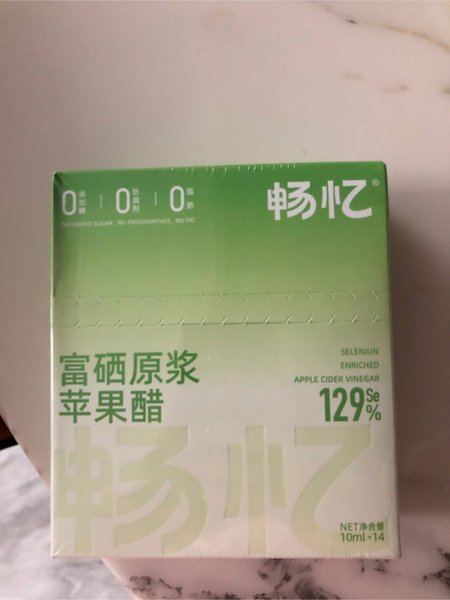 0 添加糖 | 0 防腐剂 | 0 脂肪
NO ADDED SUGAR . NO PRESERVATIVES . NO FAT
畅忆®
富硒原浆
苹果醋
SELENIUN
ENRICHED
APPLE CIDER VINEGAR
129% Se
畅忆
NET净含量
10ml×14